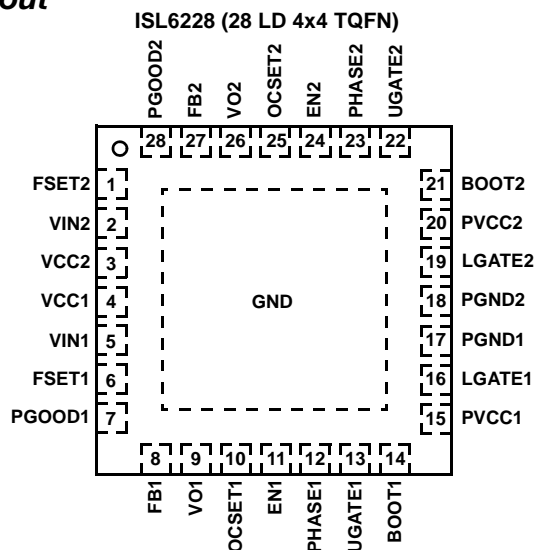 out
ISL6228 (28 LD 4x4 TQFN)
PGOOD2
FB2
VO2
OCSET2
EN2
PHASE2
UGATE2
28 27 26 25 24 23 22
FSET2 1
VIN2 2
VCC2 3
VCC1 4
VIN1 5
FSET1 6
PGOOD1 7
GND
21 BOOT2
20 PVCC2
19 LGATE2
18 PGND2
17 PGND1
16 LGATE1
15 PVCC1
8 9 10 11 12 13 14
FB1
VO1
OCSET1
EN1
PHASE1
UGATE1
BOOT1